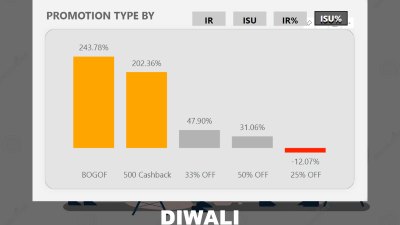 PROMOTION TYPE BY
IR ISU IR% ISU%
243.78%
202.36%
47.90%
31.06%
-12.07%
BOGOF 500 Cashback 33% OFF 50% OFF 25% OFF
DIWALI